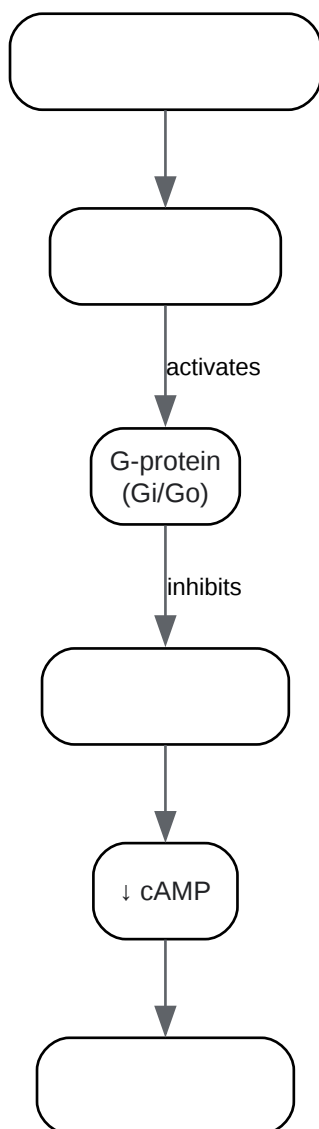 activates
G-protein
(Gi/Go)
inhibits
↓ cAMP